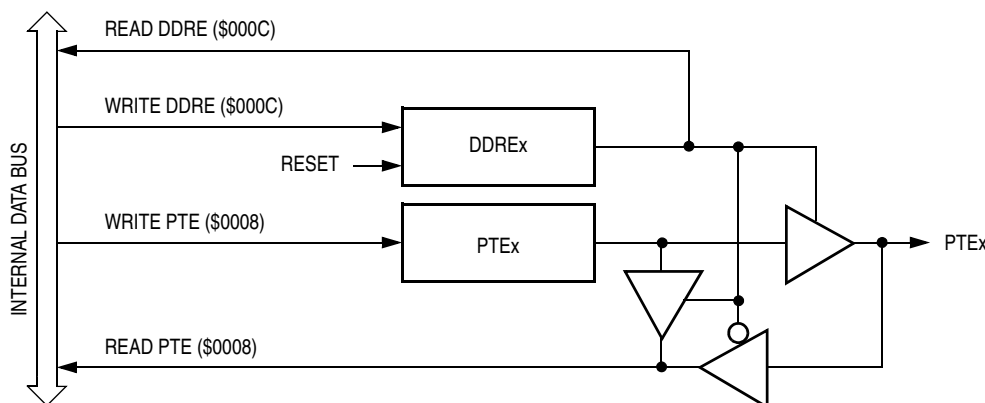 READ DDRE ($000C)
WRITE DDRE ($000C)
DDREx
RESET
WRITE PTE ($0008)
PTEx
PTEx
READ PTE ($0008)
INTERNAL DATA BUS